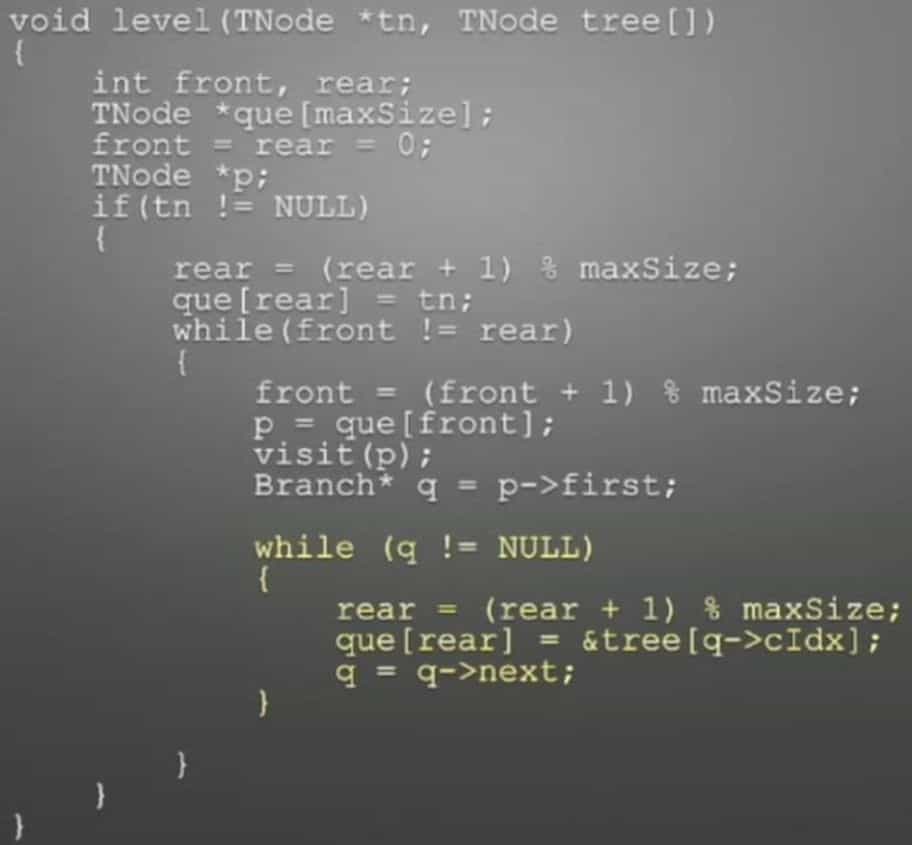 void level(TNode *tn, TNode tree[])
{
    int front, rear;
    TNode *que[maxSize];
    front = rear = 0;
    TNode *p;
    if(tn != NULL)
    {
        rear = (rear + 1) % maxSize;
        que[rear] = tn;
        while(front != rear)
        {
            front = (front + 1) % maxSize;
            p = que[front];
            visit(p);
            Branch* q = p->first;

            while (q != NULL)
            {
                rear = (rear + 1) % maxSize;
                que[rear] = &tree[q->cIdx];
                q = q->next;
            }

        }
    }
}